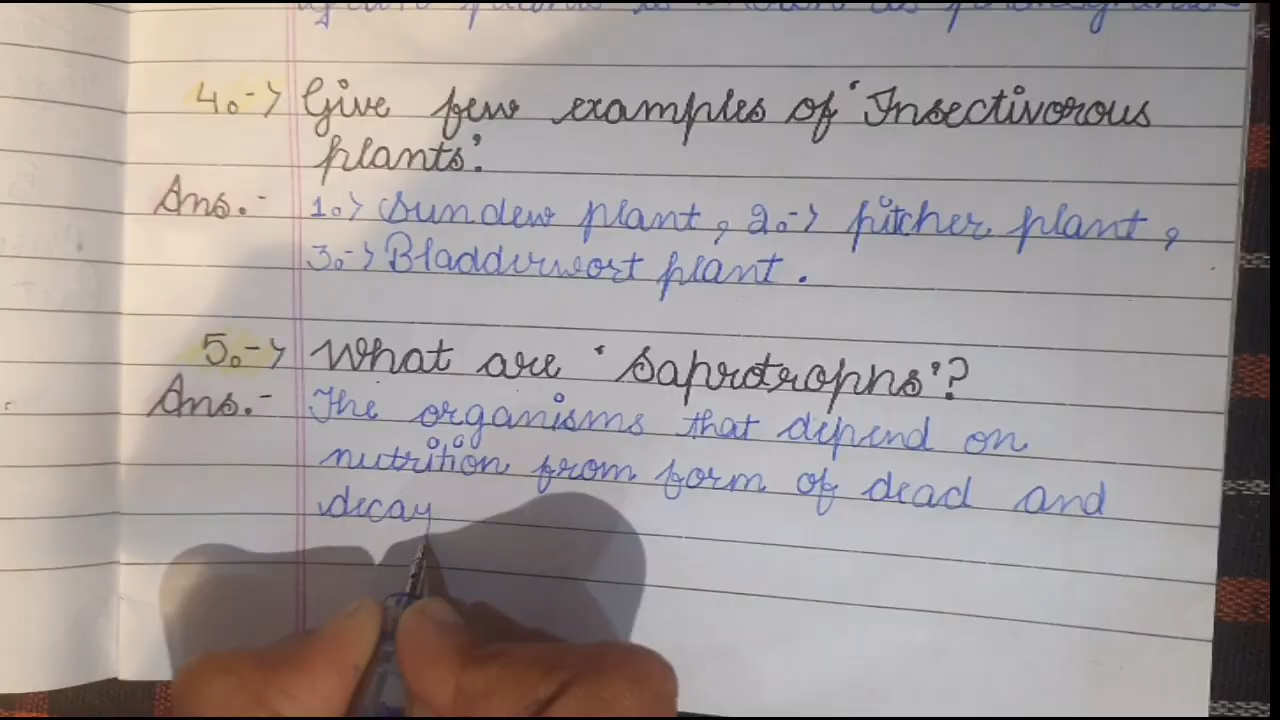 4.-> Give few examples of 'Insectivorous
plants'.
Ans.- 1.> Sundew plant, 2.-> pitcher plant,
3.-> Bladderwort plant.
5.-> What are 'Saprotrophs'?
Ans.- The organisms that depend on
nutrition from form of dead and
decay